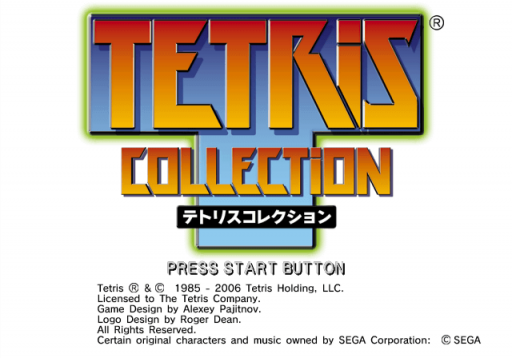 TETRiS®
COLLECTiON
テトリスコレクション
PRESS START BUTTON
Tetris ® & © 1985 - 2006 Tetris Holding, LLC.
Licensed to The Tetris Company.
Game Design by Alexey Pajitnov.
Logo Design by Roger Dean.
All Rights Reserved.
Certain original characters and music owned by SEGA Corporation: © SEGA